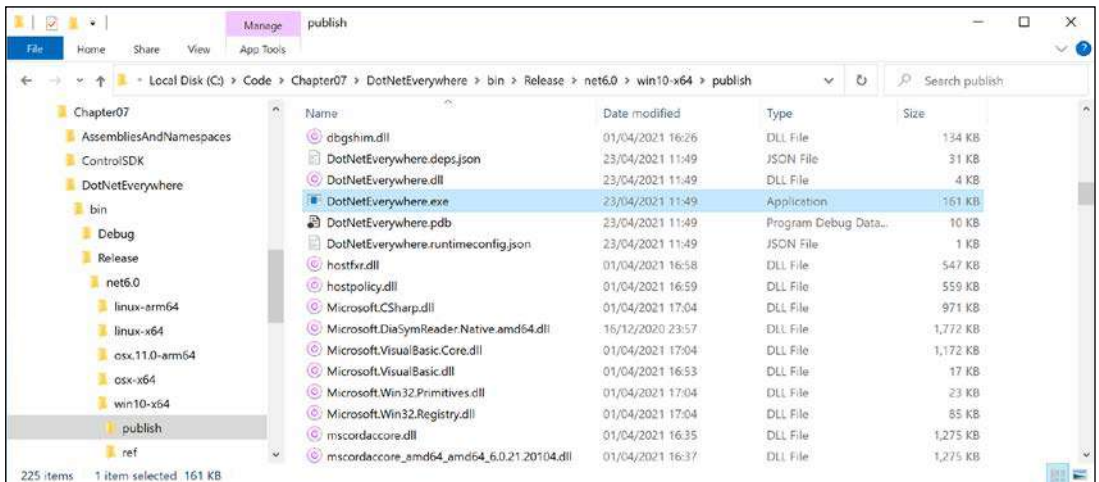 Manage publish
File Home Share View App Tools
Local Disk (C:) > Code > Chapter07 > DotNetEverywhere > bin > Release > net6.0 > win10-x64 > publish Search publish
Chapter07
AssembliesAndNamespaces
ControlSDK
DotNetEverywhere
bin
Debug
Release
net6.0
linux-arm64
linux-x64
osx.11.0-arm64
osx-x64
win10-x64
publish
ref
Name Date modified Type Size
dbgshim.dll 01/04/2021 16:26 DLL File 134 KB
DotNetEverywhere.deps.json 23/04/2021 11:49 JSON File 31 KB
DotNetEverywhere.dll 23/04/2021 11:49 DLL File 4 KB
DotNetEverywhere.exe 23/04/2021 11:49 Application 161 KB
DotNetEverywhere.pdb 23/04/2021 11:49 Program Debug Data... 10 KB
DotNetEverywhere.runtimeconfig.json 23/04/2021 11:49 JSON File 1 KB
hostfxr.dll 01/04/2021 16:58 DLL File 547 KB
hostpolicy.dll 01/04/2021 16:59 DLL File 559 KB
Microsoft.CSharp.dll 01/04/2021 17:04 DLL File 971 KB
Microsoft.DiaSymReader.Native.amd64.dll 16/12/2020 23:57 DLL File 1,772 KB
Microsoft.VisualBasic.Core.dll 01/04/2021 17:04 DLL File 1,172 KB
Microsoft.VisualBasic.dll 01/04/2021 16:53 DLL File 17 KB
Microsoft.Win32.Primitives.dll 01/04/2021 17:04 DLL File 23 KB
Microsoft.Win32.Registry.dll 01/04/2021 17:04 DLL File 85 KB
mscordaccore.dll 01/04/2021 16:35 DLL File 1,275 KB
mscordaccore_amd64_amd64_6.0.21.20104.dll 01/04/2021 16:37 DLL File 1,275 KB
225 items 1 item selected 161 KB